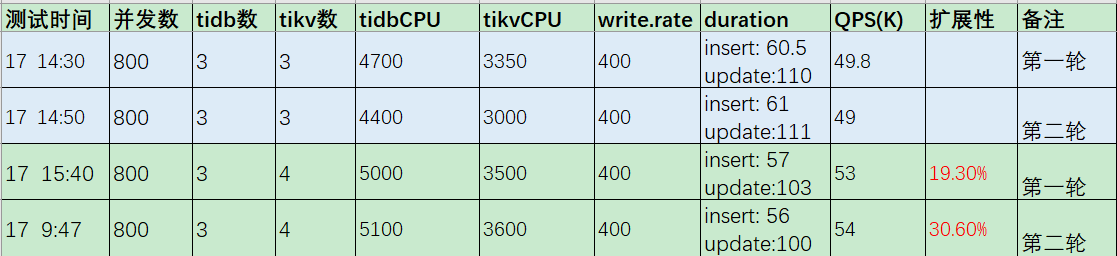 测试时间 并发数 tidb数 tikv数 tidbCPU tikvCPU write.rate duration QPS(K) 扩展性 备注
17 14:30 800 3 3 4700 3350 400 insert: 60.5 49.8 第一轮
update:110
17 14:50 800 3 3 4400 3000 400 insert: 61 49 第二轮
update:111
17 15:40 800 3 4 5000 3500 400 insert: 57 53 19.30% 第一轮
update:103
17 9:47 800 3 4 5100 3600 400 insert: 56 54 30.60% 第二轮
update:100